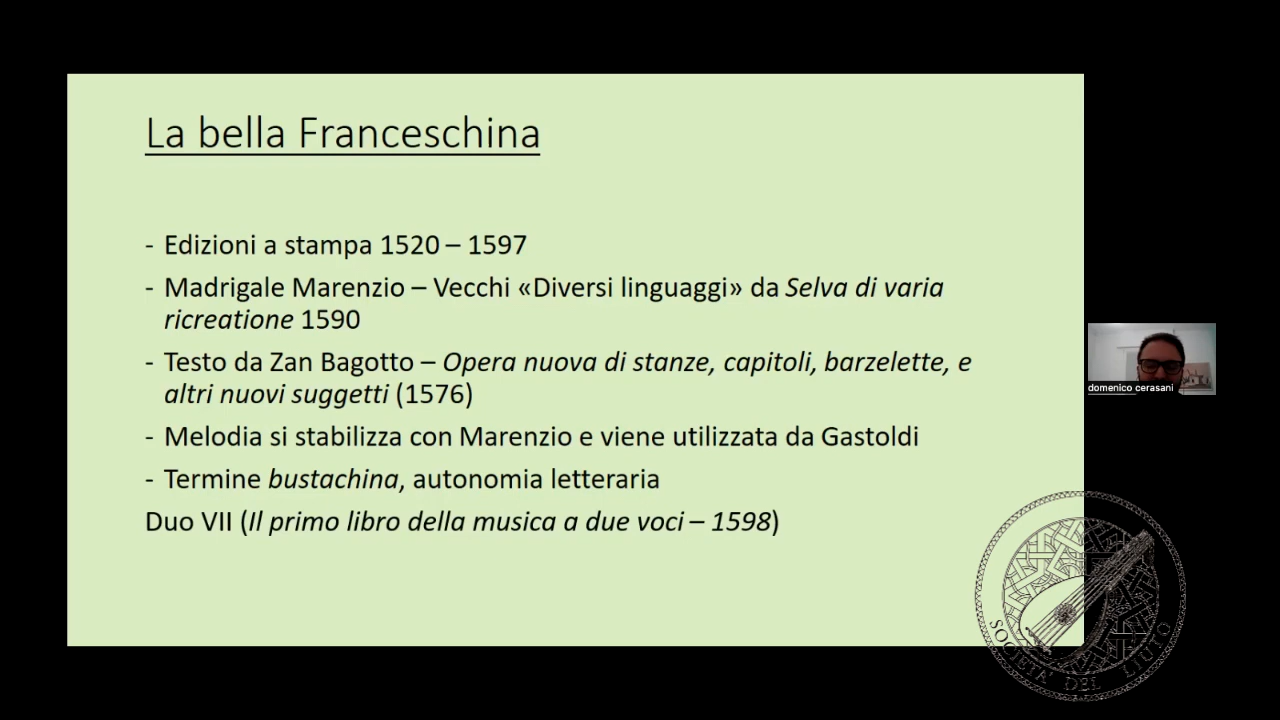 La bella Franceschina
- Edizioni a stampa 1520 – 1597
- Madrigale Marenzio – Vecchi «Diversi linguaggi» da Selva di varia
ricreatione 1590
- Testo da Zan Bagotto – Opera nuova di stanze, capitoli, barzelette, e
altri nuovi suggetti (1576)
- Melodia si stabilizza con Marenzio e viene utilizzata da Gastoldi
- Termine bustachina, autonomia letteraria
Duo VII (Il primo libro della musica a due voci – 1598)
domenico cerasani
SOCIETA' DEL LIUTO